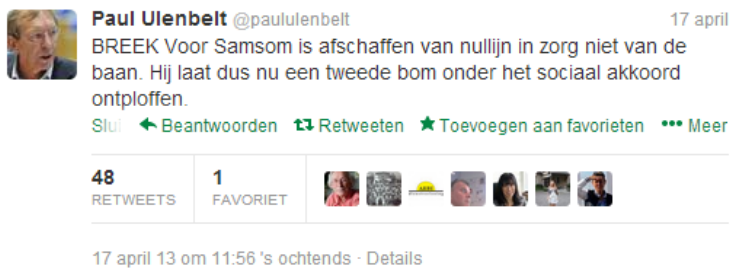 Paul Ulenbelt @paululenbelt 17 april
BREEK Voor Samsom is afschaffen van nullijn in zorg niet van de
baan. Hij laat dus nu een tweede bom onder het sociaal akkoord
ontploffen.
Slui Beantwoorden Retweeten Toevoegen aan favorieten Meer
48 1
RETWEETS FAVORIET
17 april 13 om 11:56 's ochtends · Details